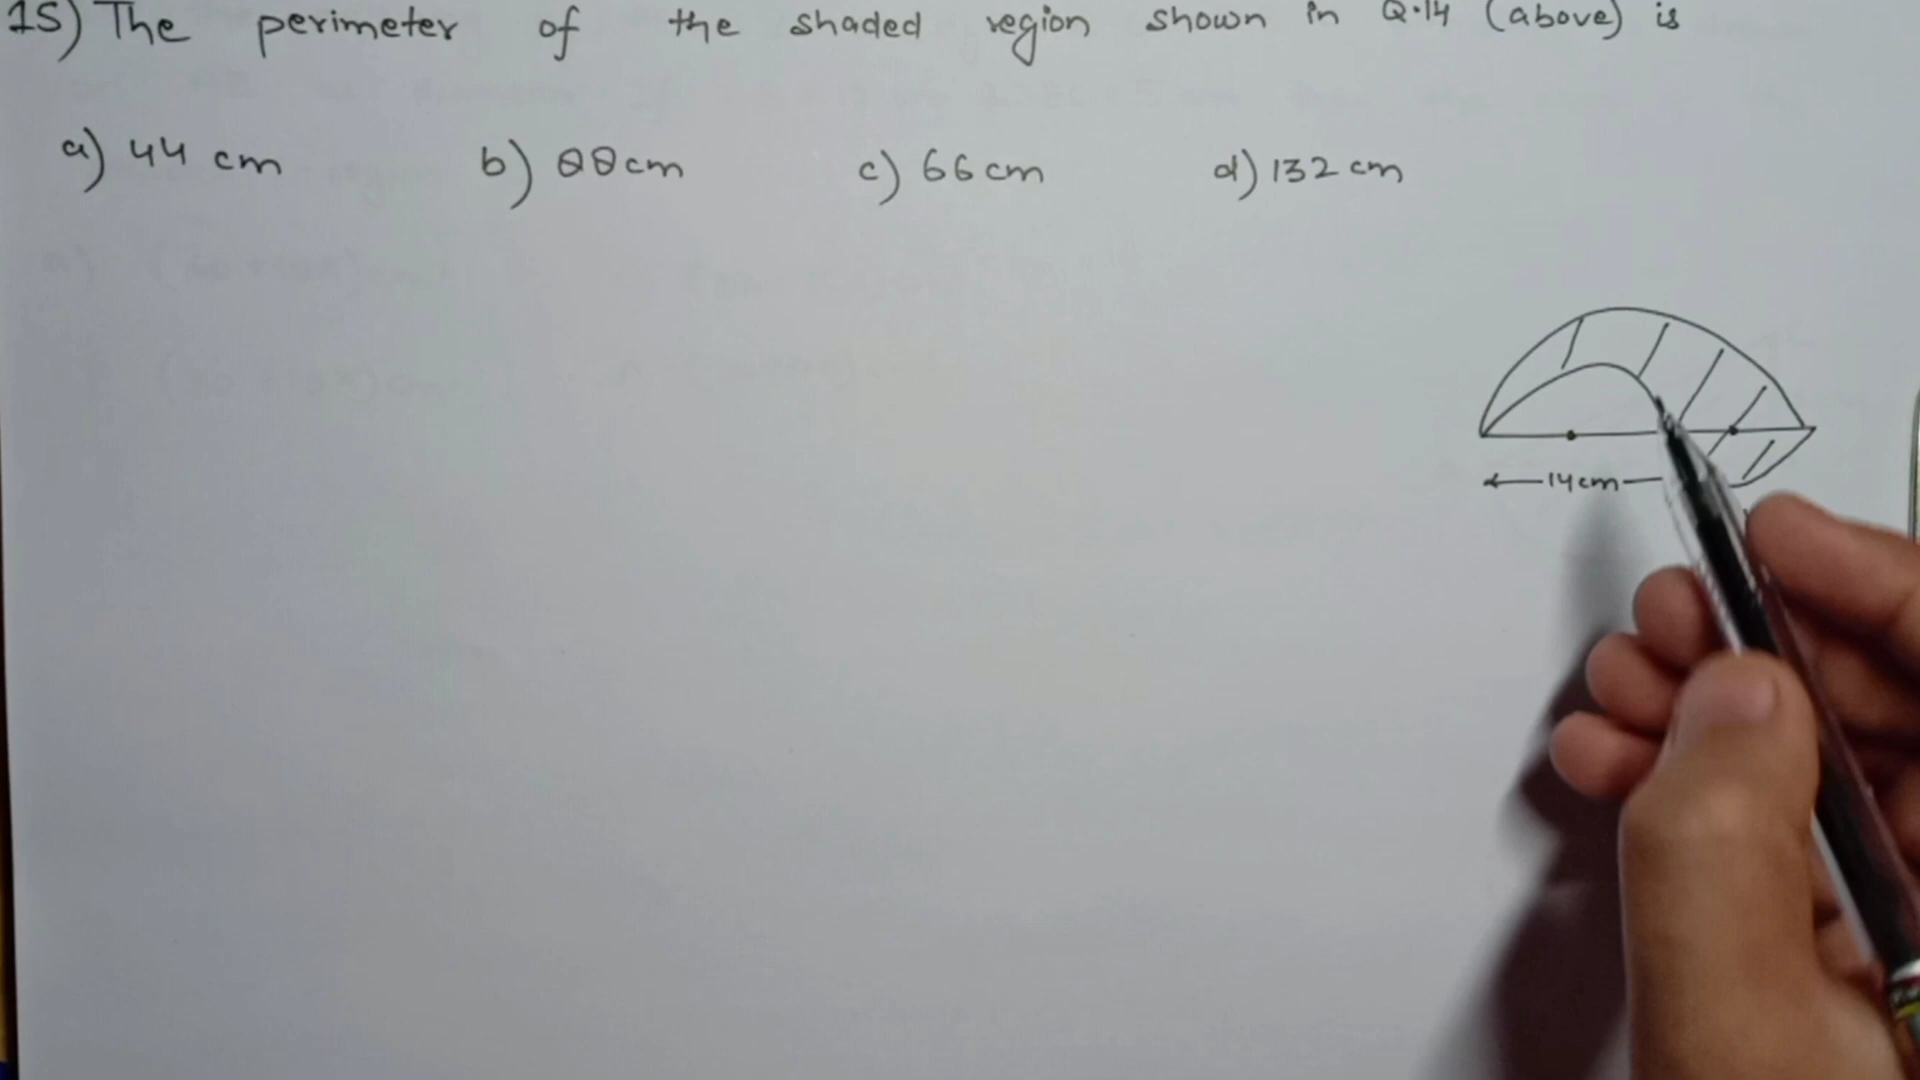 15) The perimeter of the shaded region shown in Q.14 (above) is
a) 44 cm b) 88 cm c) 66 cm d) 132 cm
14cm